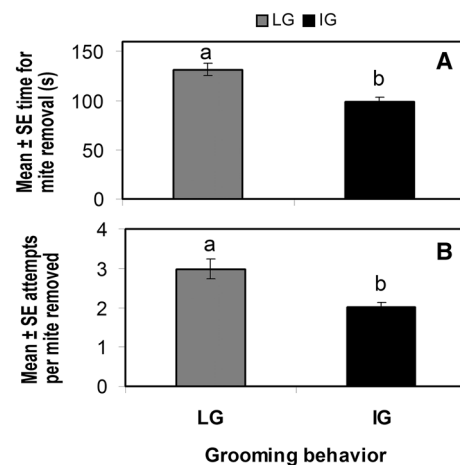 LG IG
Mean ± SE time for
mite removal (s)
150
100
50
0
a
b
A
Mean ± SE attempts
per mite removed
4
3
2
1
0
a
b
B
LG IG
Grooming behavior